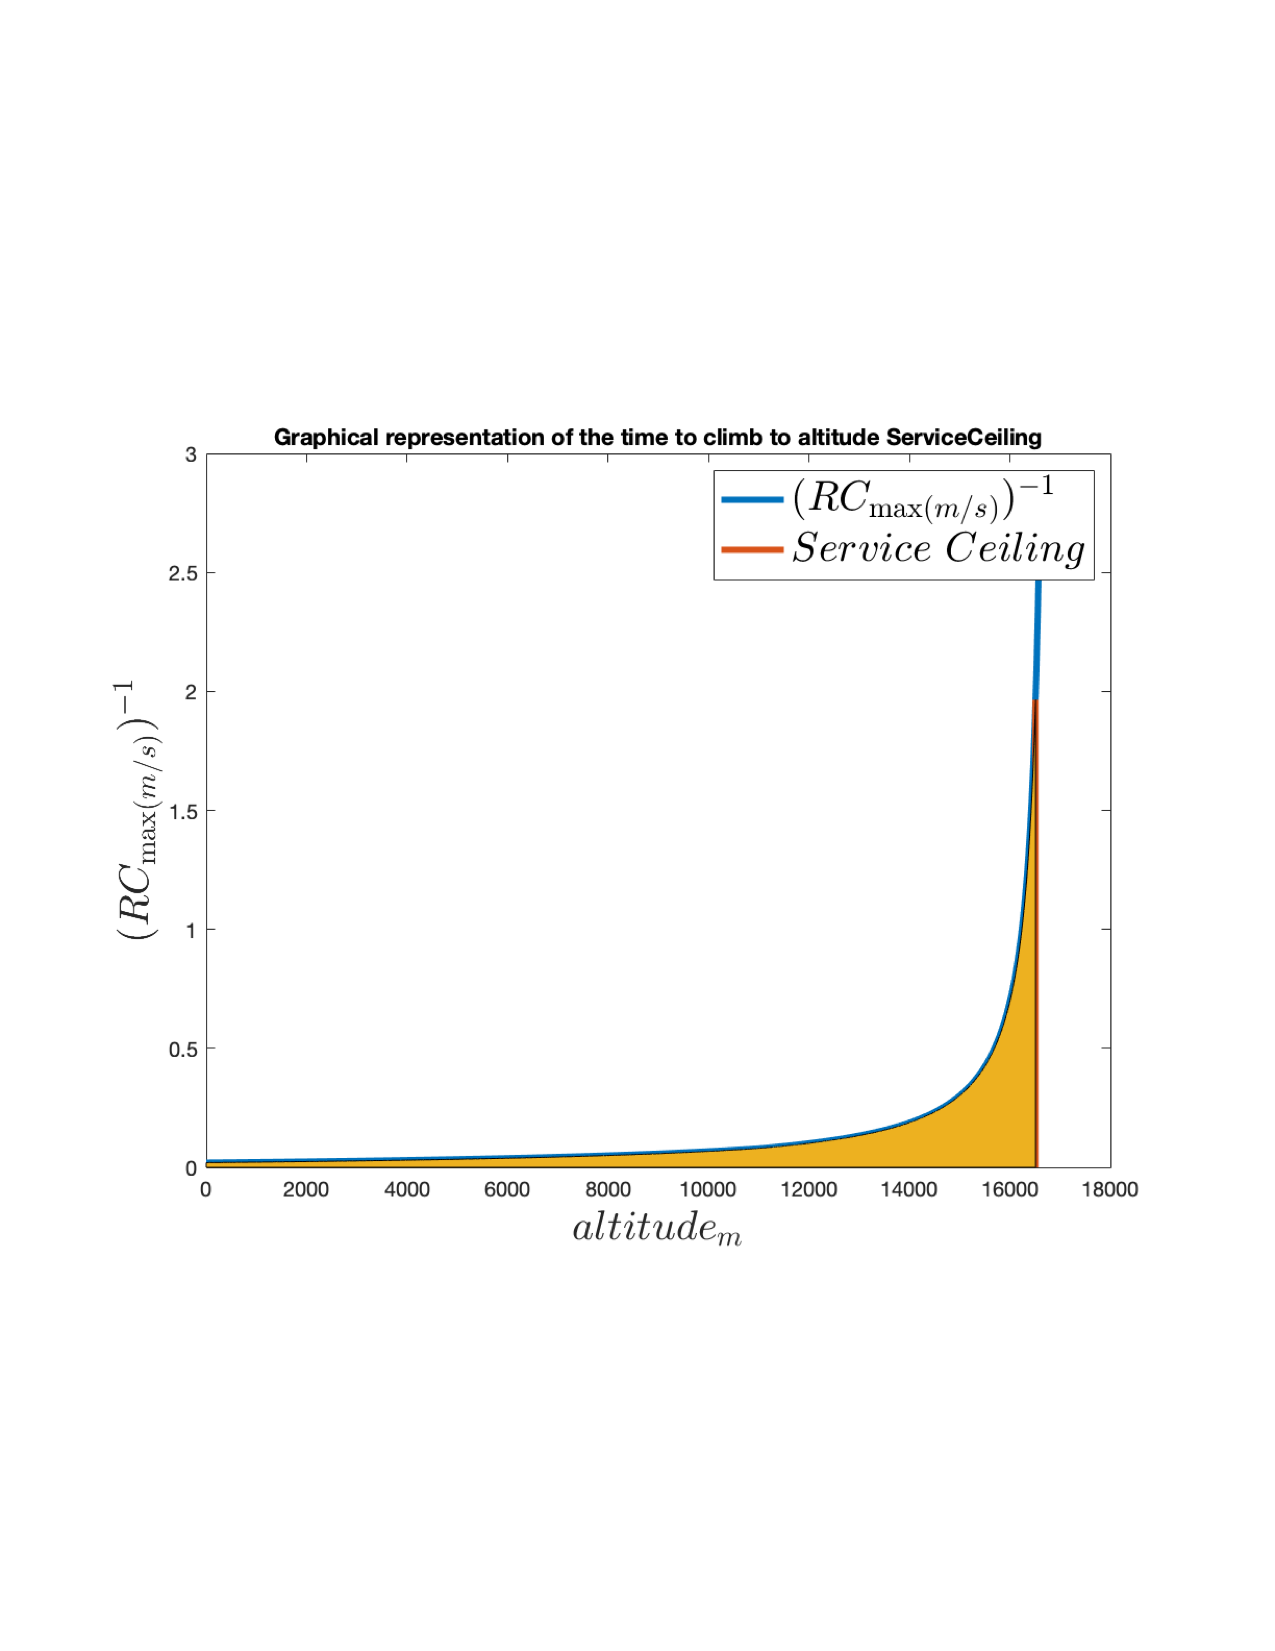 Graphical representation of the time to climb to altitude ServiceCeiling
3
2.5
2
1.5
1
0.5
0
(RC_max(m/s))^−1
(RC_max(m/s))^−1
Service Ceiling
0 2000 4000 6000 8000 10000 12000 14000 16000 18000
altitude_m